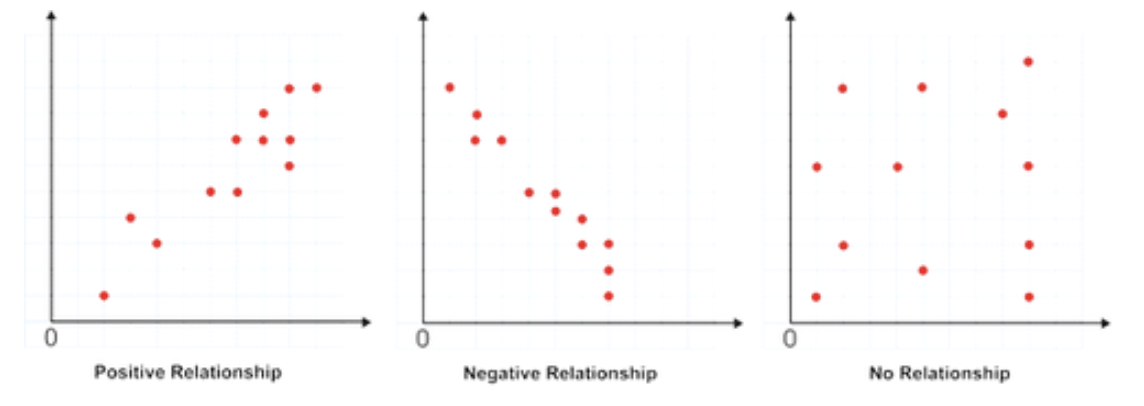 0
0
0
Positive Relationship
Negative Relationship
No Relationship